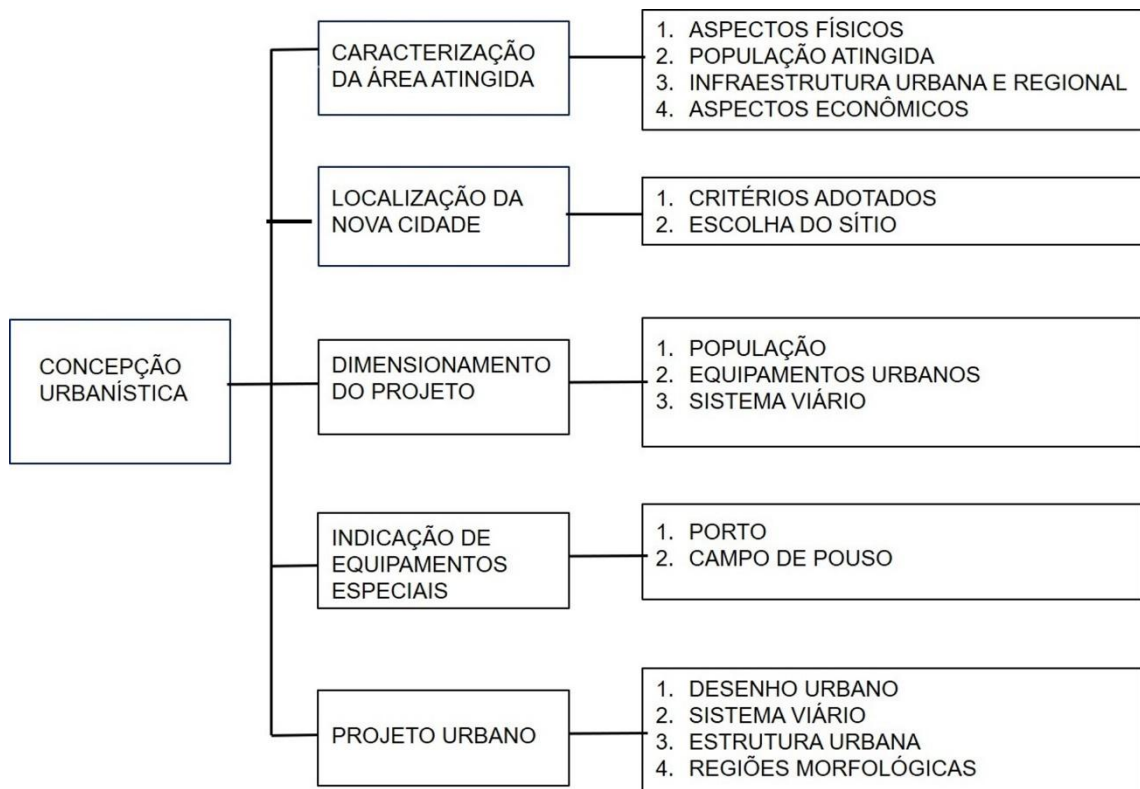 CONCEPÇÃO
URBANÍSTICA
CARACTERIZAÇÃO
DA ÁREA ATINGIDA
1. ASPECTOS FÍSICOS
2. POPULAÇÃO ATINGIDA
3. INFRAESTRUTURA URBANA E REGIONAL
4. ASPECTOS ECONÔMICOS
LOCALIZAÇÃO DA
NOVA CIDADE
1. CRITÉRIOS ADOTADOS
2. ESCOLHA DO SÍTIO
DIMENSIONAMENTO
DO PROJETO
1. POPULAÇÃO
2. EQUIPAMENTOS URBANOS
3. SISTEMA VIÁRIO
INDICAÇÃO DE
EQUIPAMENTOS
ESPECIAIS
1. PORTO
2. CAMPO DE POUSO
PROJETO URBANO
1. DESENHO URBANO
2. SISTEMA VIÁRIO
3. ESTRUTURA URBANA
4. REGIÕES MORFOLÓGICAS